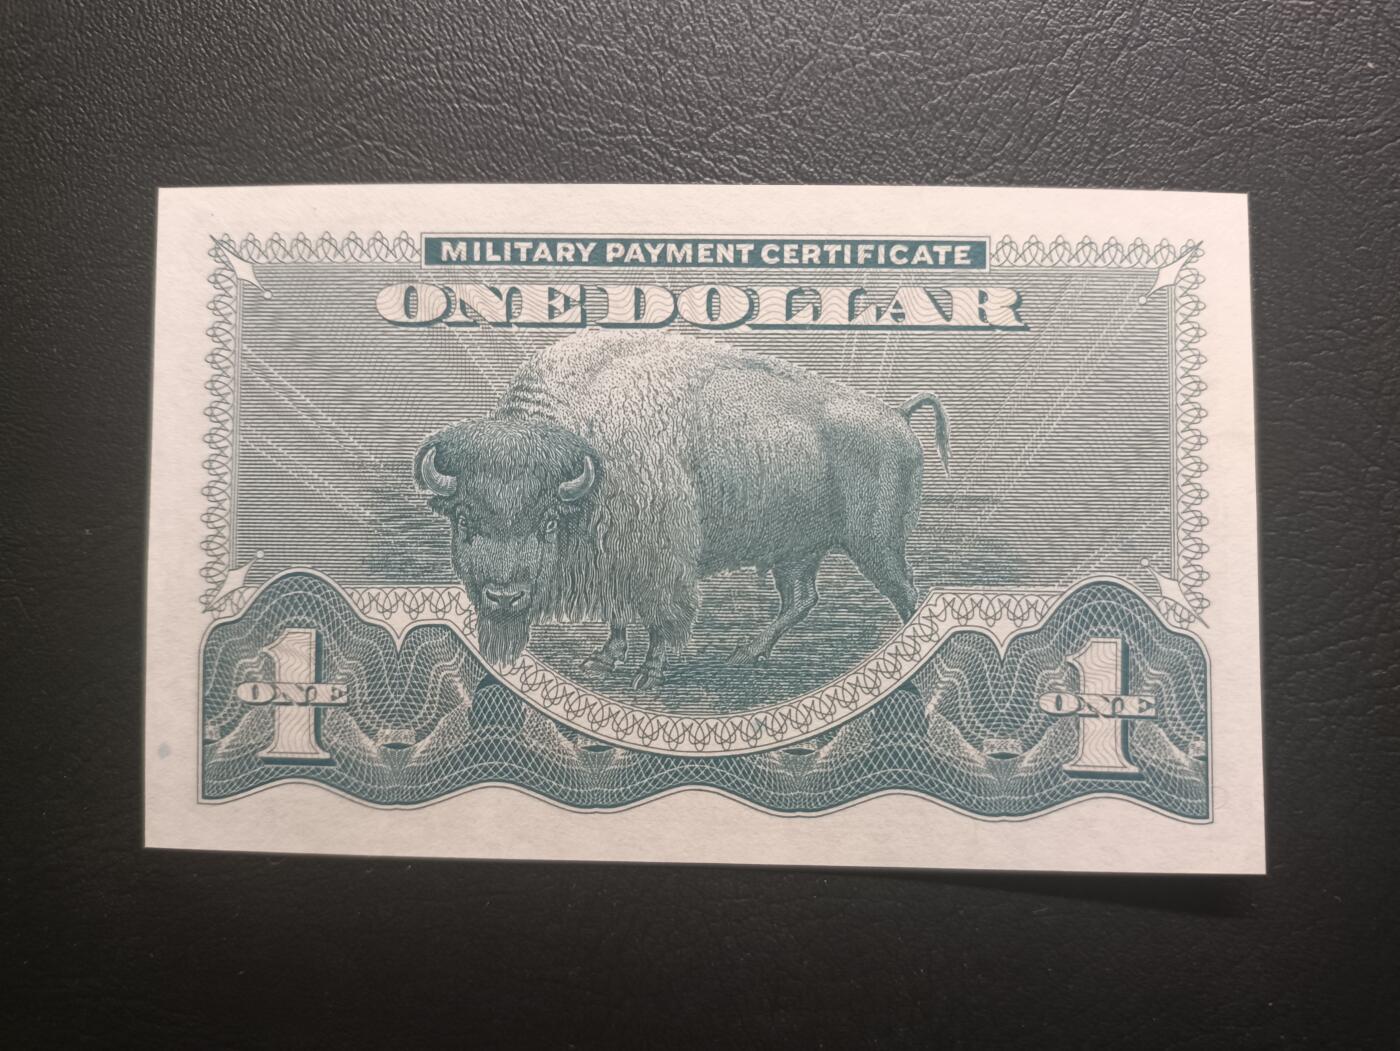 MILITARY PAYMENT CERTIFICATE
ONE DOLLAR
1 1
ONE ONE